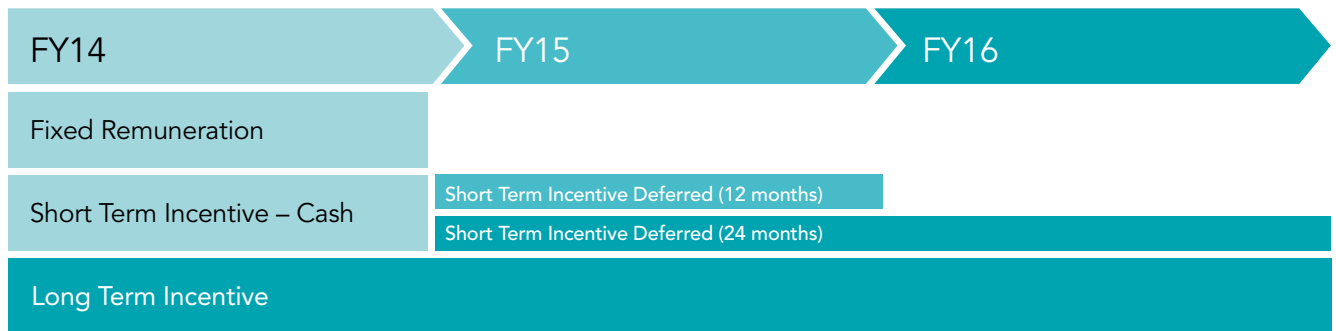 FY14
FY15
FY16
Fixed Remuneration
Short Term Incentive – Cash
Short Term Incentive Deferred (12 months)
Short Term Incentive Deferred (24 months)
Long Term Incentive